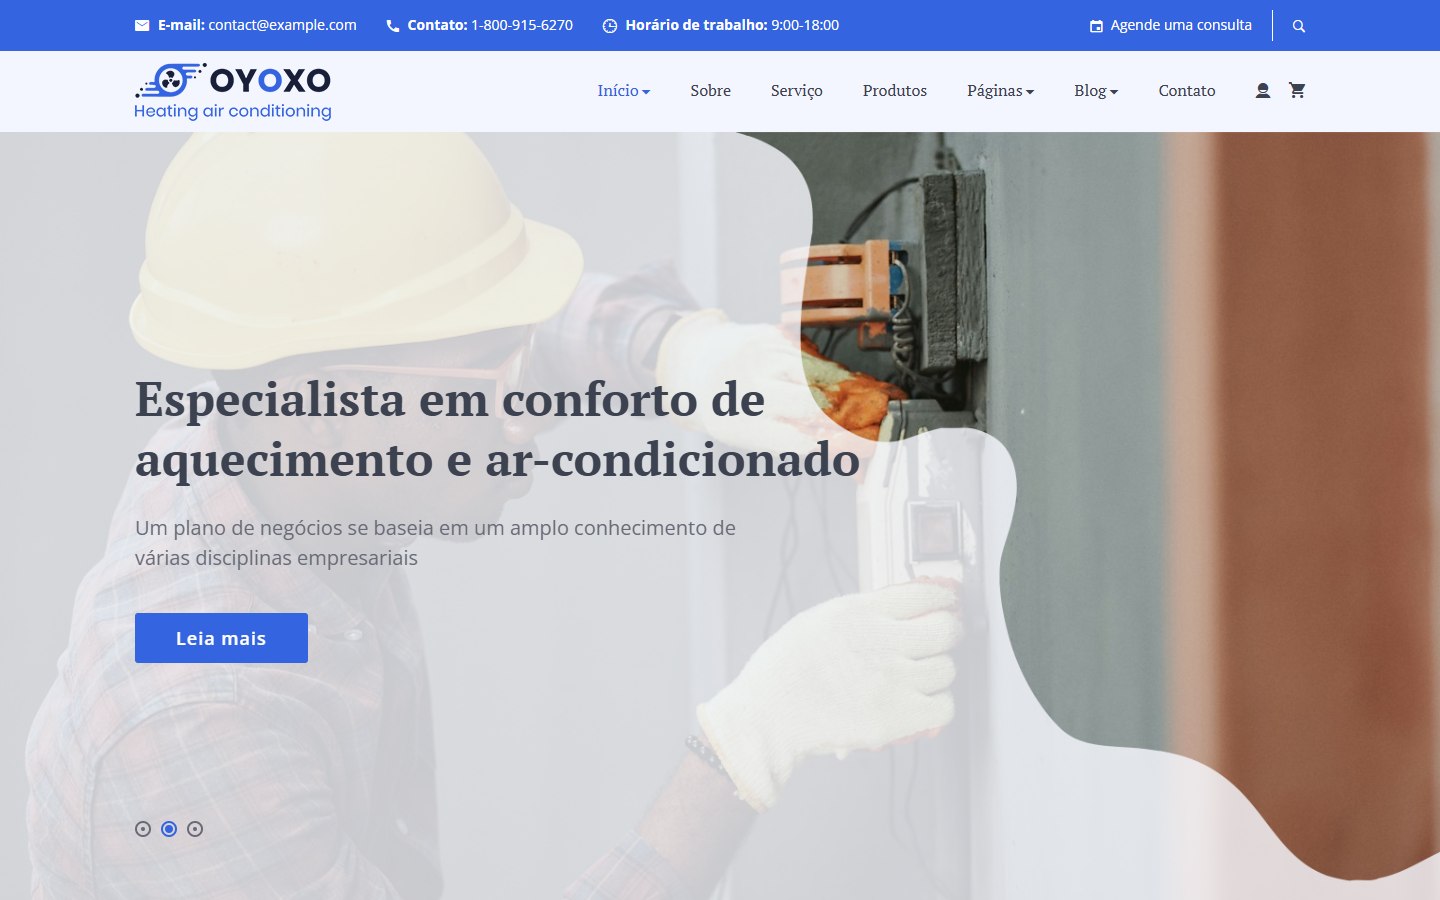 E-mail: contact@example.com
Contato: 1-800-915-6270
Horário de trabalho: 9:00-18:00
Agende uma consulta
OYOXO
Heating air conditioning
Início
Sobre
Serviço
Produtos
Páginas
Blog
Contato
Especialista em conforto de
aquecimento e ar-condicionado
Um plano de negócios se baseia em um amplo conhecimento de
várias disciplinas empresariais
Leia mais